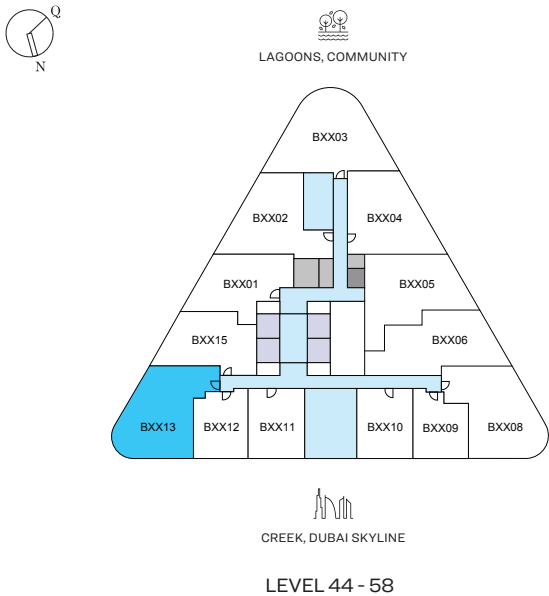 Q
N
LAGOONS, COMMUNITY
BXX03
BXX02
BXX04
BXX01
BXX05
BXX15
BXX06
BXX13
BXX12
BXX11
BXX10
BXX09
BXX08
CREEK, DUBAI SKYLINE
LEVEL 44 - 58